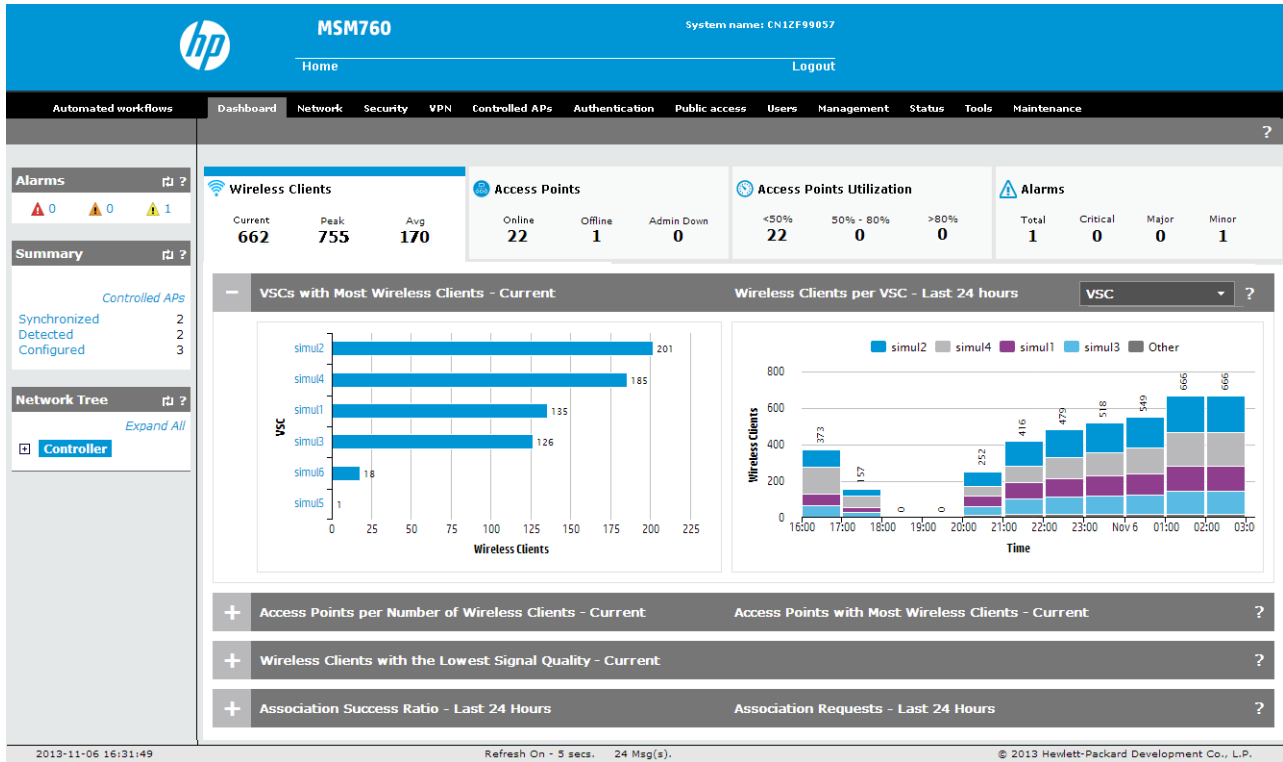 hp
MSM760
System name: CN1ZF99057
Home
Logout
Automated workflows
Dashboard Network Security VPN Controlled APs Authentication Public access Users Management Status Tools Maintenance
?
Alarms ?
0 0 1
Summary ?
Controlled APs
Synchronized 2
Detected 2
Configured 3
Network Tree ?
Expand All
+ Controller
Wireless Clients
Current Peak Avg
662 755 170
Access Points
Online Offline Admin Down
22 1 0
Access Points Utilization
<50% 50% - 80% >80%
22 0 0
Alarms
Total Critical Major Minor
1 0 0 1
VSCs with Most Wireless Clients - Current
Wireless Clients per VSC - Last 24 hours
VSC ?
VSC
simul2 201
simul4 185
simul1 135
simul3 126
simul6 18
simul5 1
0 25 50 75 100 125 150 175 200 225
Wireless Clients
simul2 simul4 simul1 simul3 Other
Wireless Clients
800
600
400
200
0
373 157 0 0 252 416 479 518 549 666 666
16:00 17:00 18:00 19:00 20:00 21:00 22:00 23:00 Nov 6 01:00 02:00 03:0
Time
+ Access Points per Number of Wireless Clients - Current Access Points with Most Wireless Clients - Current ?
+ Wireless Clients with the Lowest Signal Quality - Current ?
+ Association Success Ratio - Last 24 Hours Association Requests - Last 24 Hours ?
2013-11-06 16:31:49
Refresh On - 5 secs. 24 Msg(s).
© 2013 Hewlett-Packard Development Co., L.P.